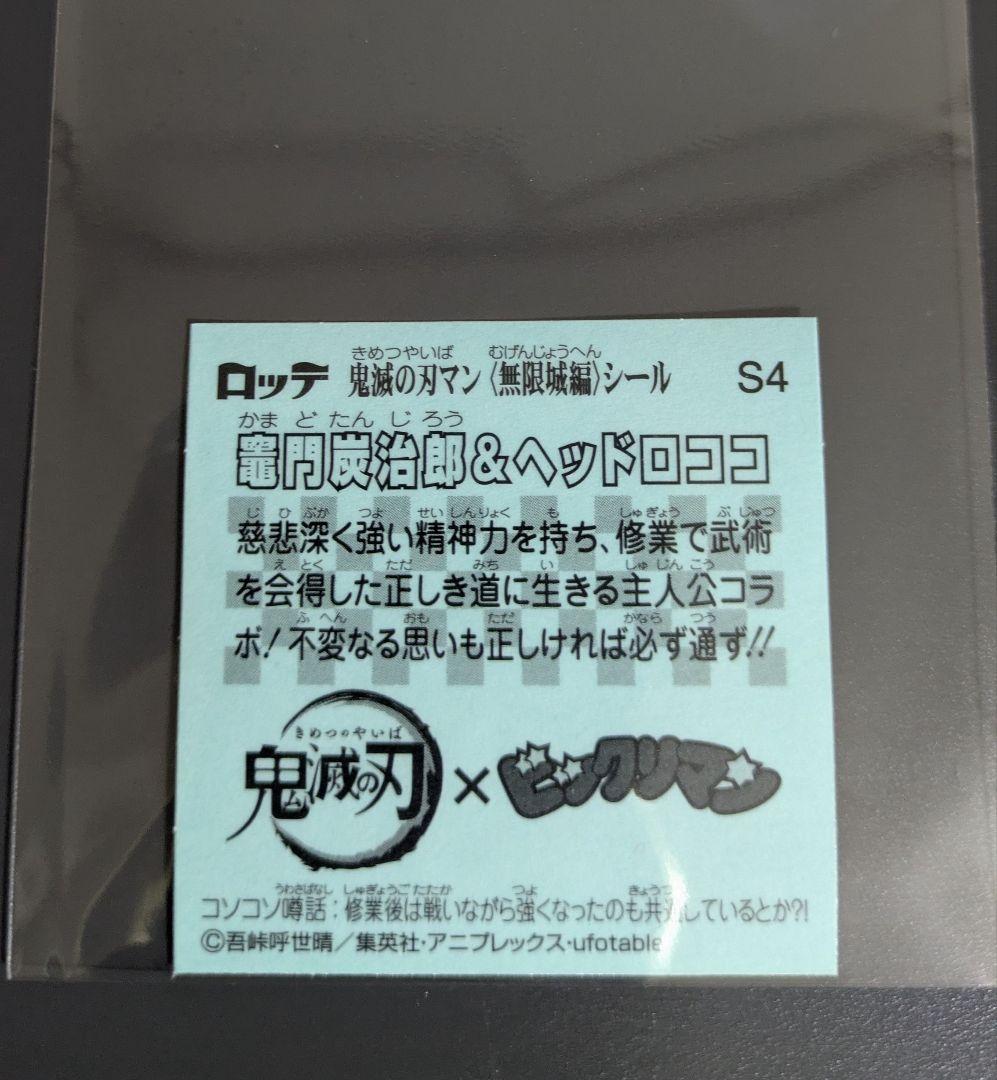 きめつやいば むげんじょうへん
ロッテ 鬼滅の刃マン〈無限城編〉シール S4
かま ど たん じ ろう
竈門炭治郎&ヘッドロココ
じ ひ ぶか つよ せい しんりょく も しゅ ぎょう ぶ じゅつ
慈悲深く強い精神力を持ち、修業で武術
え とく ただ みち い しゅ じん こう
を会得した正しき道に生きる主人公コラ
ふ へん おも ただ かなら つう
ボ!不変なる思いも正しければ必ず通ず!!
きめつのやいば
鬼滅の刃 × ビックリマン
うわさばなし しゅぎょうご たたか つよ きょうつ
コソコソ噂話:修業後は戦いながら強くなったのも共通しているとか?!
©吾峠呼世晴/集英社・アニプレックス・ufotable